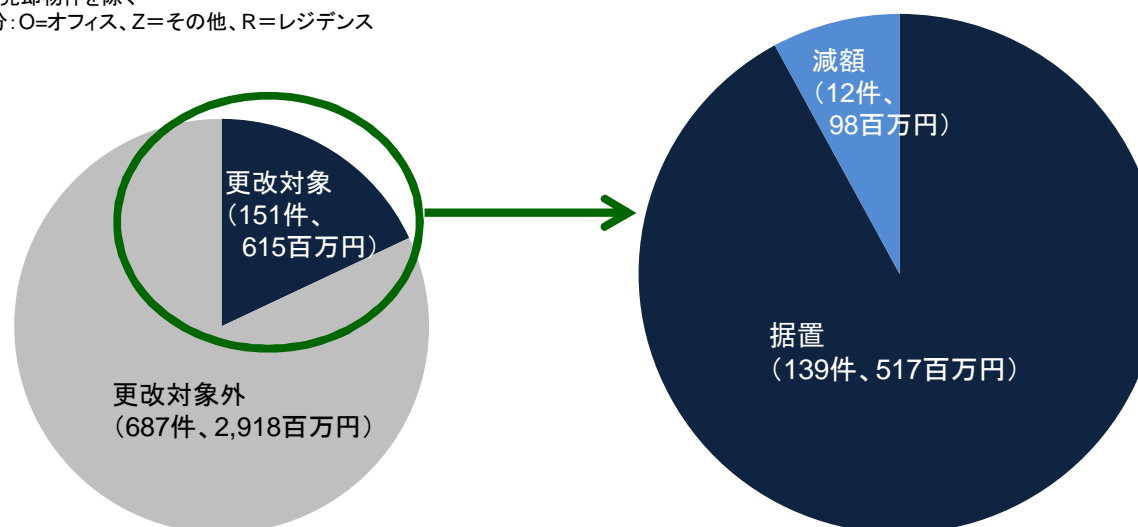 分：O=オフィス、Z＝その他、R＝レジデンス
減額
（12件、
98百万円）
更改対象
（151件、
615百万円）
据置
（139件、517百万円）
更改対象外
（687件、2,918百万円）